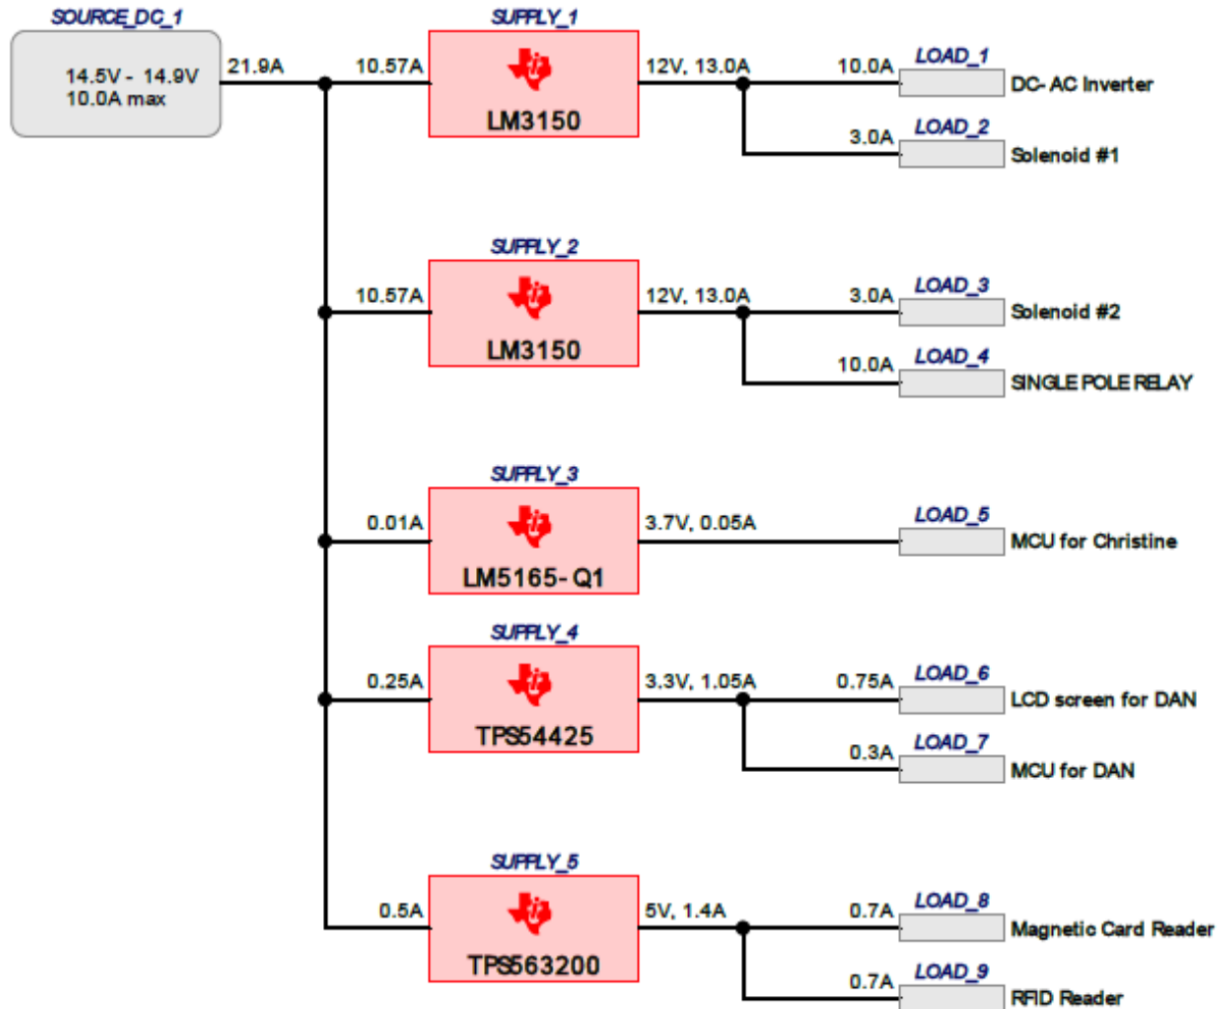 SOURCE_DC_1
14.5V - 14.9V
10.0A max
21.9A
SUPPLY_1
10.57A
LM3150
12V, 13.0A
10.0A
LOAD_1
DC- AC Inverter
3.0A
LOAD_2
Solenoid #1
SUPPLY_2
10.57A
LM3150
12V, 13.0A
3.0A
LOAD_3
Solenoid #2
10.0A
LOAD_4
SINGLE POLE RELAY
SUPPLY_3
0.01A
LM5165- Q1
3.7V, 0.05A
LOAD_5
MCU for Christine
SUPPLY_4
0.25A
TPS54425
3.3V, 1.05A
0.75A
LOAD_6
LCD screen for DAN
0.3A
LOAD_7
MCU for DAN
SUPPLY_5
0.5A
TPS563200
5V, 1.4A
0.7A
LOAD_8
Magnetic Card Reader
0.7A
LOAD_9
RFID Reader